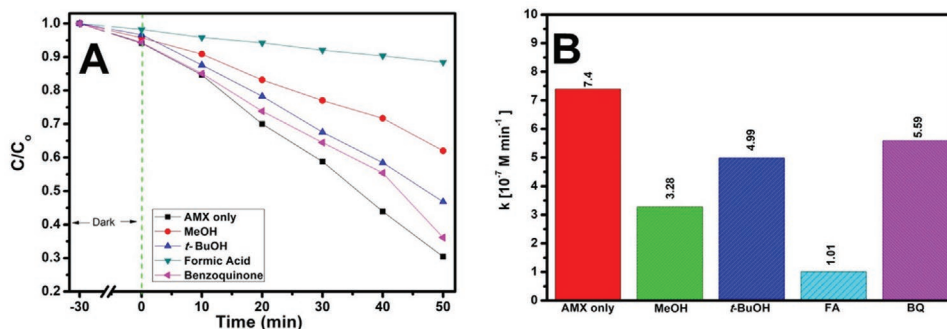 A
C/Cₒ
1.0
0.9
0.8
0.7
0.6
0.5
0.4
0.3
0.2
Dark
AMX only
MeOH
t- BuOH
Formic Acid
Benzoquinone
-30 0 10 20 30 40 50
Time (min)
B
k [10⁻⁷ M min⁻¹]
10
9
8
7
6
5
4
3
2
1
0
7.4
3.28
4.99
1.01
5.59
AMX only MeOH t-BuOH FA BQ